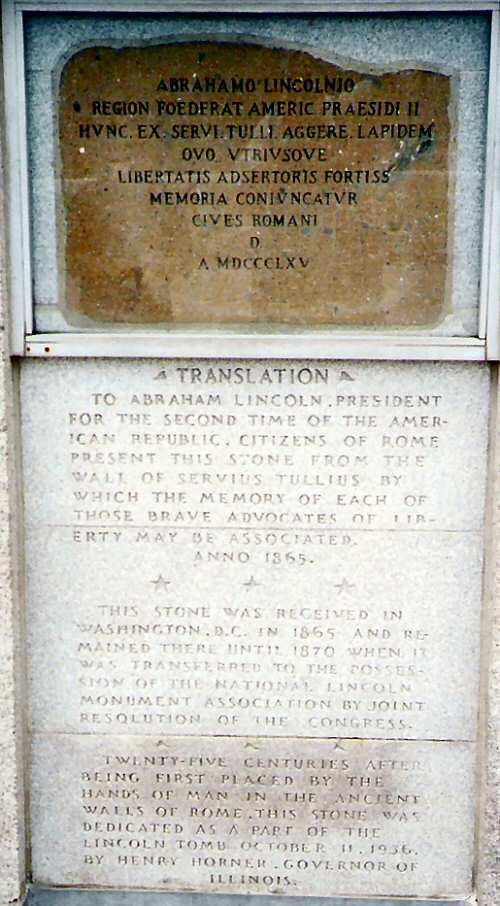 ABRAHAMO LINCOLNIO
REGION FOEDERAT AMERIC PRAESIDI II
HVNC. EX. SERVI. TULLI. AGGERE. LAPIDEM
QVO VTRIVSQVE
LIBERTATIS ADSERTORIS FORTISS
MEMORIA CONIVNCATVR
CIVES ROMANI
D
A MDCCCLXV
TRANSLATION
TO ABRAHAM LINCOLN, PRESIDENT
FOR THE SECOND TIME OF THE AMER-
ICAN REPUBLIC, CITIZENS OF ROME
PRESENT THIS STONE FROM THE
WALL OF SERVIUS TULLIUS BY
WHICH THE MEMORY OF EACH OF
THOSE BRAVE ADVOCATES OF LIB-
ERTY MAY BE ASSOCIATED.
ANNO 1865.
THIS STONE WAS RECEIVED IN
WASHINGTON, D.C. IN 1865 AND RE-
MAINED THERE UNTIL 1870 WHEN IT
WAS TRANSFERRED TO THE POSSES-
SION OF THE NATIONAL LINCOLN
MONUMENT ASSOCIATION BY JOINT
RESOLUTION OF THE CONGRESS.
TWENTY-FIVE CENTURIES AFTER
BEING FIRST PLACED BY THE
HANDS OF MAN IN THE ANCIENT
WALLS OF ROME, THIS STONE WAS
DEDICATED AS A PART OF THE
LINCOLN TOMB OCTOBER 11, 1936,
BY HENRY HORNER, GOVERNOR OF
ILLINOIS.